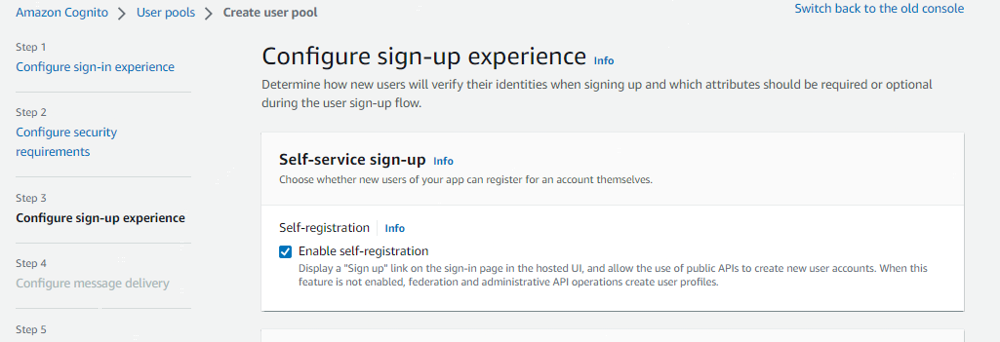 Amazon Cognito > User pools > Create user pool
Switch back to the old console
Step 1
Configure sign-in experience
Step 2
Configure security
requirements
Step 3
Configure sign-up experience
Step 4
Configure message delivery
Step 5
Configure sign-up experience Info
Determine how new users will verify their identities when signing up and which attributes should be required or optional
during the user sign-up flow.
Self-service sign-up Info
Choose whether new users of your app can register for an account themselves.
Self-registration Info
Enable self-registration
Display a "Sign up" link on the sign-in page in the hosted UI, and allow the use of public APIs to create new user accounts. When this
feature is not enabled, federation and administrative API operations create user profiles.